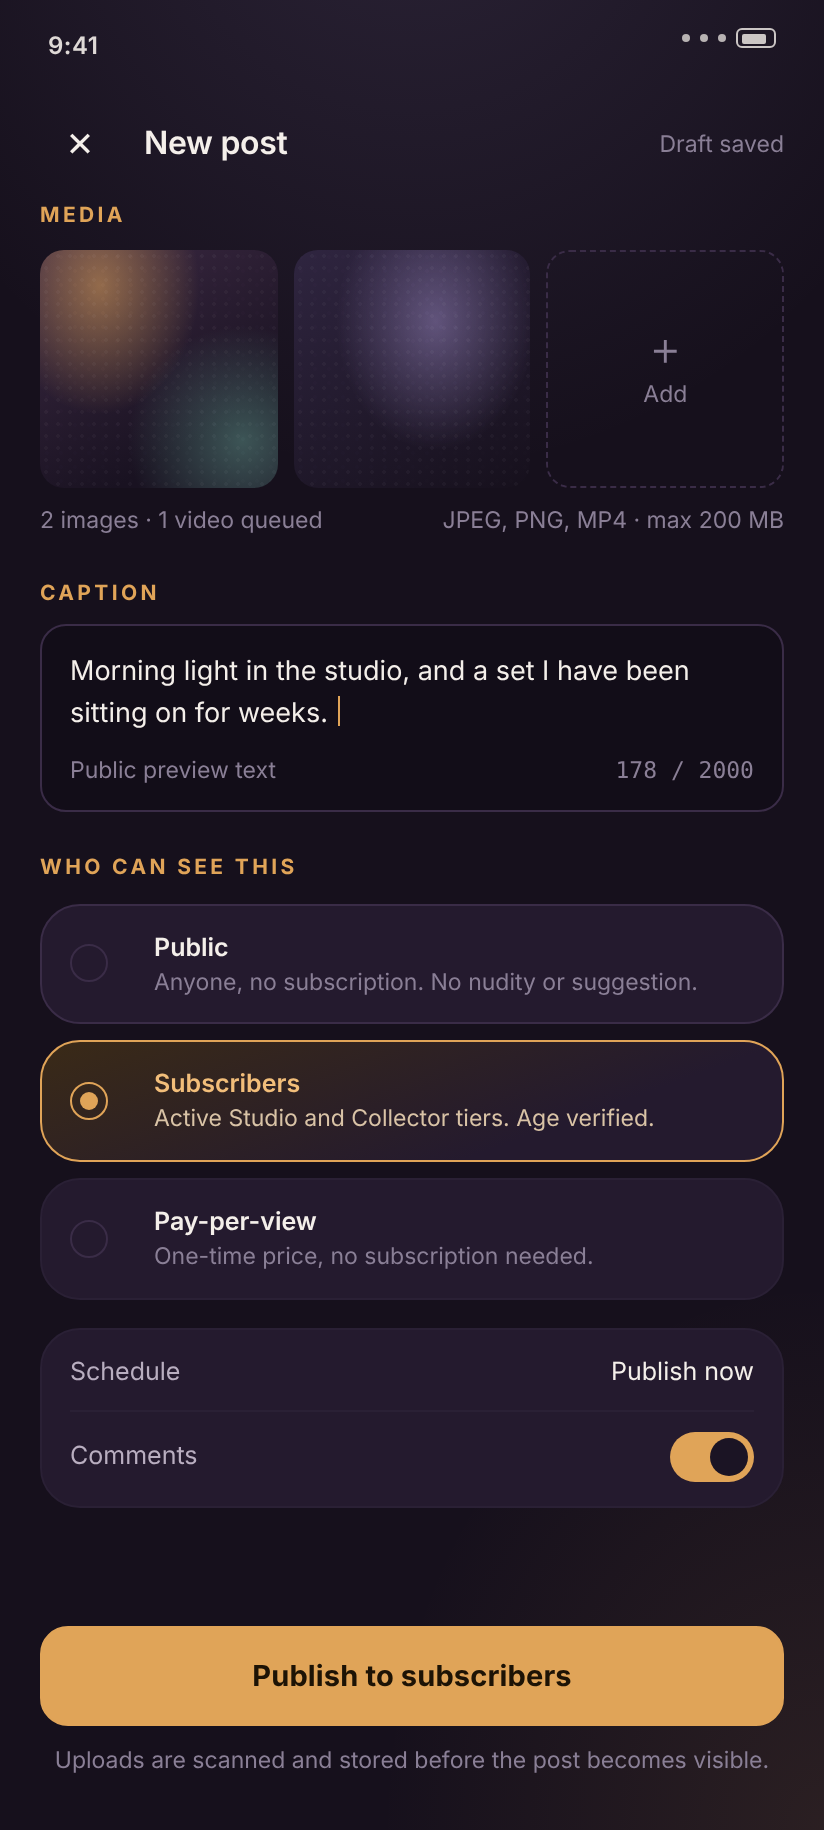 9:41
New post
Draft saved
MEDIA
Add
2 images · 1 video queued
JPEG, PNG, MP4 · max 200 MB
CAPTION
Morning light in the studio, and a set I have been
sitting on for weeks.
Public preview text
178 / 2000
WHO CAN SEE THIS
Public
Anyone, no subscription. No nudity or suggestion.
Subscribers
Active Studio and Collector tiers. Age verified.
Pay-per-view
One-time price, no subscription needed.
Schedule
Publish now
Comments
Publish to subscribers
Uploads are scanned and stored before the post becomes visible.